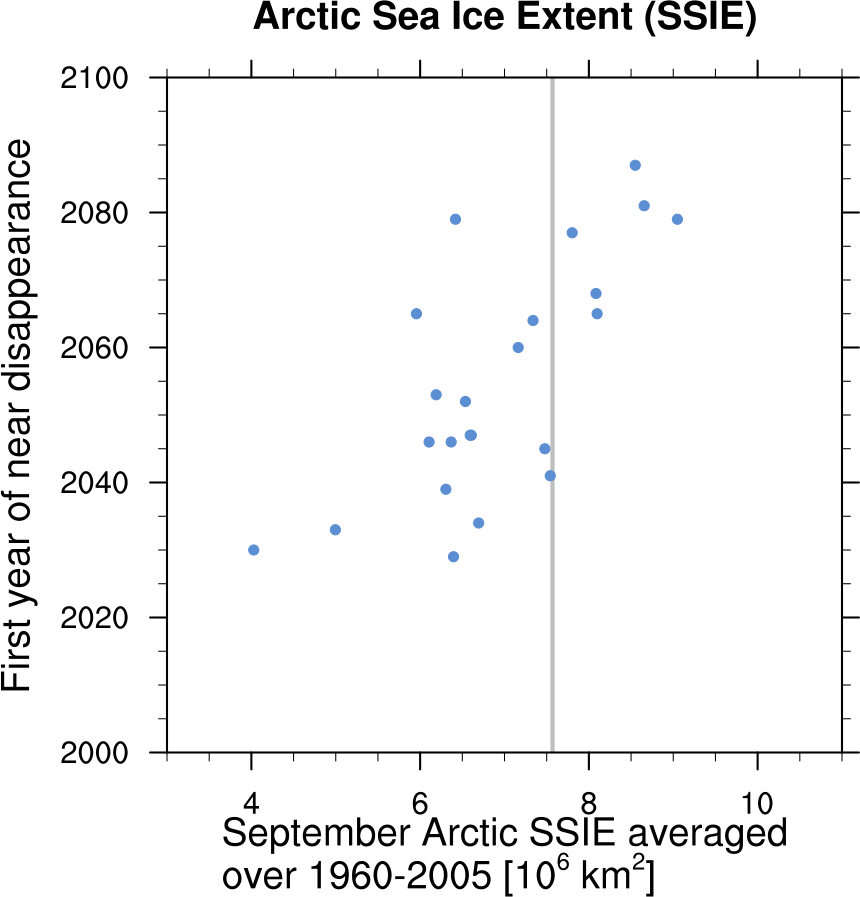 Arctic Sea Ice Extent (SSIE)
2100
2080
2060
2040
2020
2000
First year of near disappearance
4 6 8 10
September Arctic SSIE averaged
over 1960-2005 [10⁶ km²]